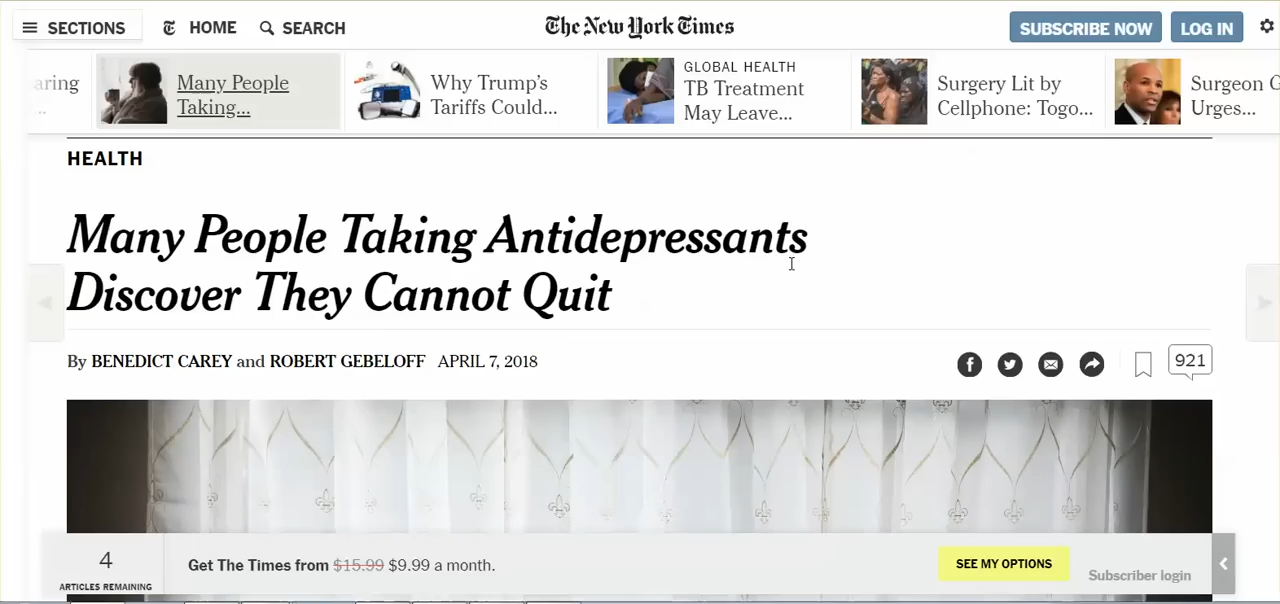 SECTIONS HOME SEARCH The New York Times SUBSCRIBE NOW LOG IN
aring
...
Many People
Taking...
Why Trump's
Tariffs Could...
GLOBAL HEALTH
TB Treatment
May Leave...
Surgery Lit by
Cellphone: Togo...
Surgeon G
Urges...
HEALTH
Many People Taking Antidepressants
Discover They Cannot Quit
By BENEDICT CAREY and ROBERT GEBELOFF APRIL 7, 2018
921
4
ARTICLES REMAINING
Get The Times from $15.99 $9.99 a month.
SEE MY OPTIONS
Subscriber login